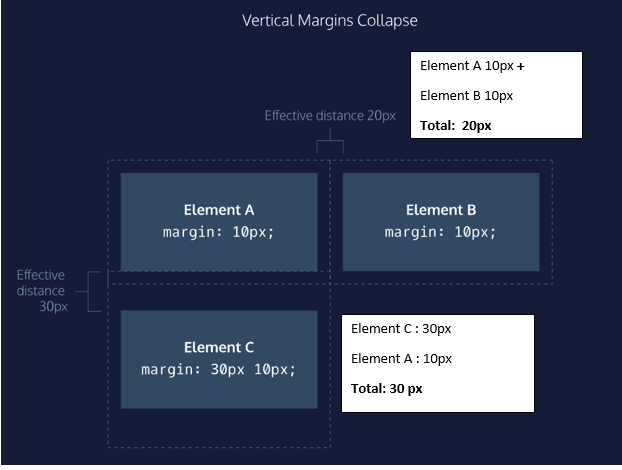 Vertical Margins Collapse
Element A 10px +
Element B 10px
Total:  20px
Effective distance 20px
Element A
margin: 10px;
Element B
margin: 10px;
Effective
distance
30px
Element C
margin: 30px 10px;
Element C : 30px
Element A : 10px
Total: 30 px